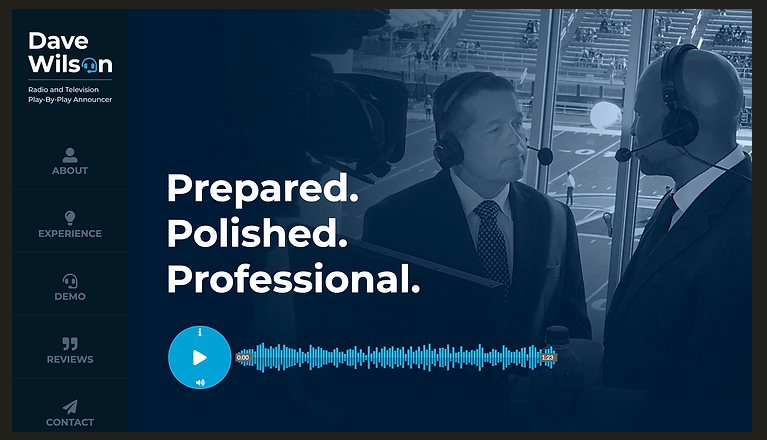 Dave
Wilson
Radio and Television
Play-By-Play Announcer
ABOUT
EXPERIENCE
DEMO
REVIEWS
CONTACT
Prepared.
Polished.
Professional.
i
0:00
1:23